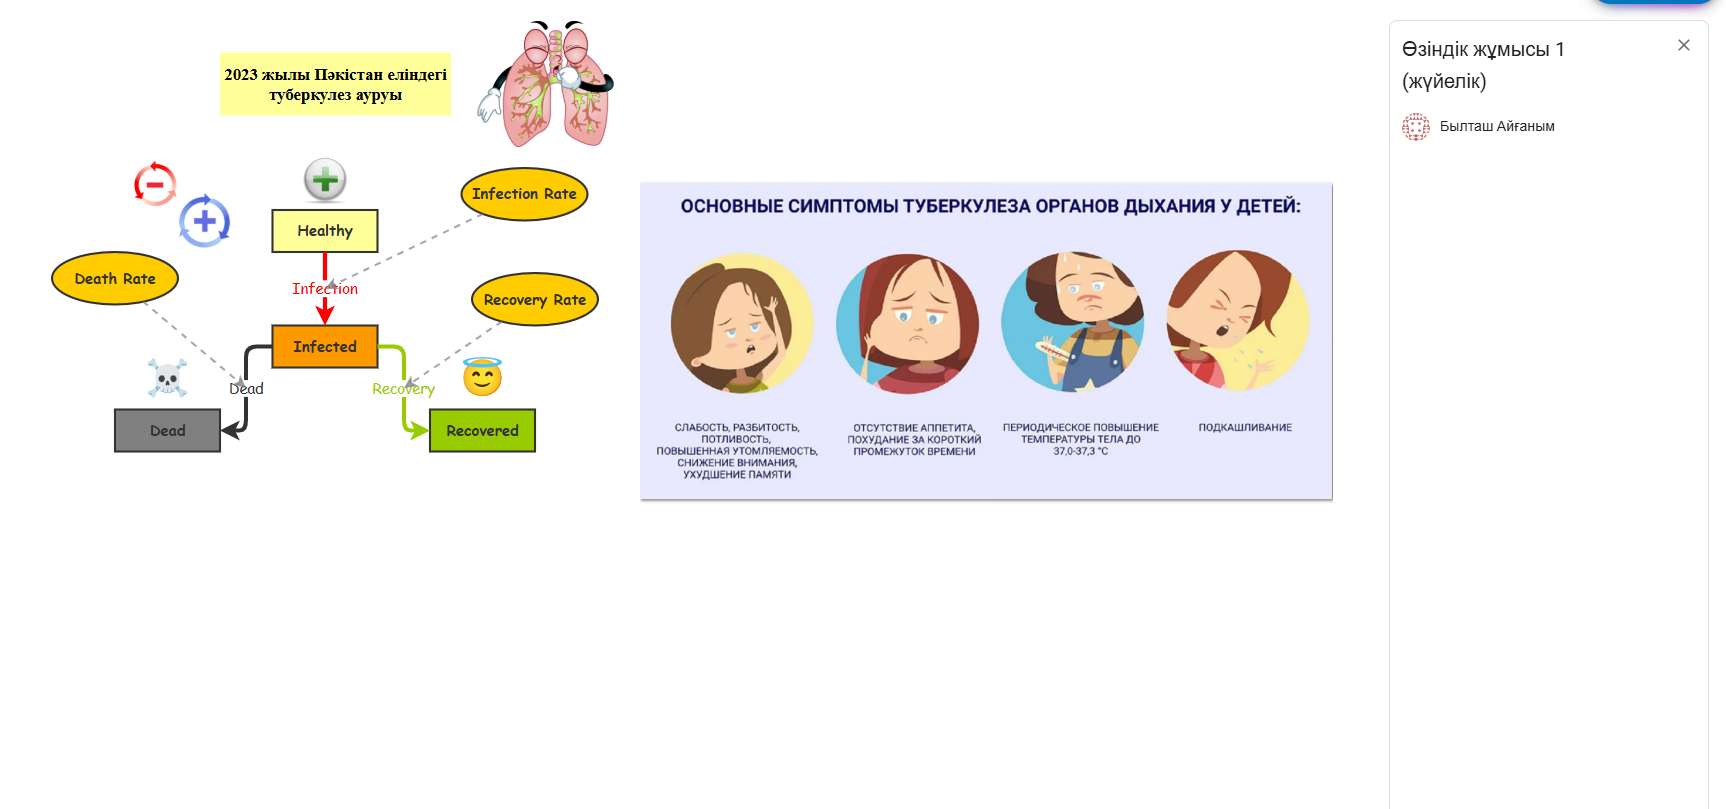 2023 жылы Пәкістан еліндегі
туберкулез ауруы
Infection Rate
Healthy
Death Rate
Infection
Recovery Rate
Infected
Dead
Recovery
Dead
Recovered
ОСНОВНЫЕ СИМПТОМЫ ТУБЕРКУЛЕЗА ОРГАНОВ ДЫХАНИЯ У ДЕТЕЙ:
СЛАБОСТЬ, РАЗБИТОСТЬ,
ПОТЛИВОСТЬ,
ПОВЫШЕННАЯ УТОМЛЯЕМОСТЬ,
СНИЖЕНИЕ ВНИМАНИЯ,
УХУДШЕНИЕ ПАМЯТИ
ОТСУТСТВИЕ АППЕТИТА,
ПОХУДАНИЕ ЗА КОРОТКИЙ
ПРОМЕЖУТОК ВРЕМЕНИ
ПЕРИОДИЧЕСКОЕ ПОВЫШЕНИЕ
ТЕМПЕРАТУРЫ ТЕЛА ДО
37,0-37,3 °C
ПОДКАШЛИВАНИЕ
Өзіндік жұмысы 1
(жүйелік)
Былташ Айғаным